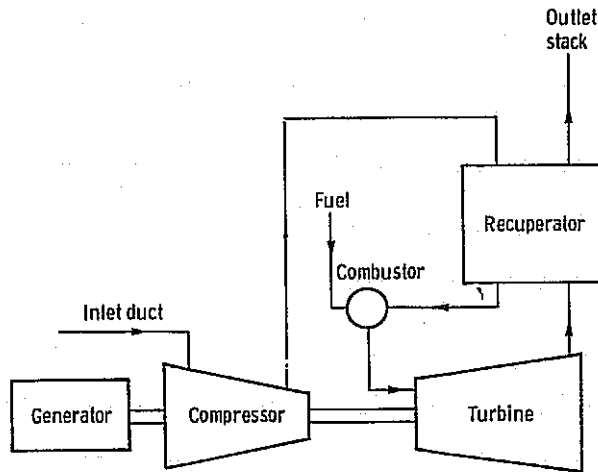 Outlet
stack
Recuperator
Fuel
Combustor
Inlet duct
Generator
Compressor
Turbine